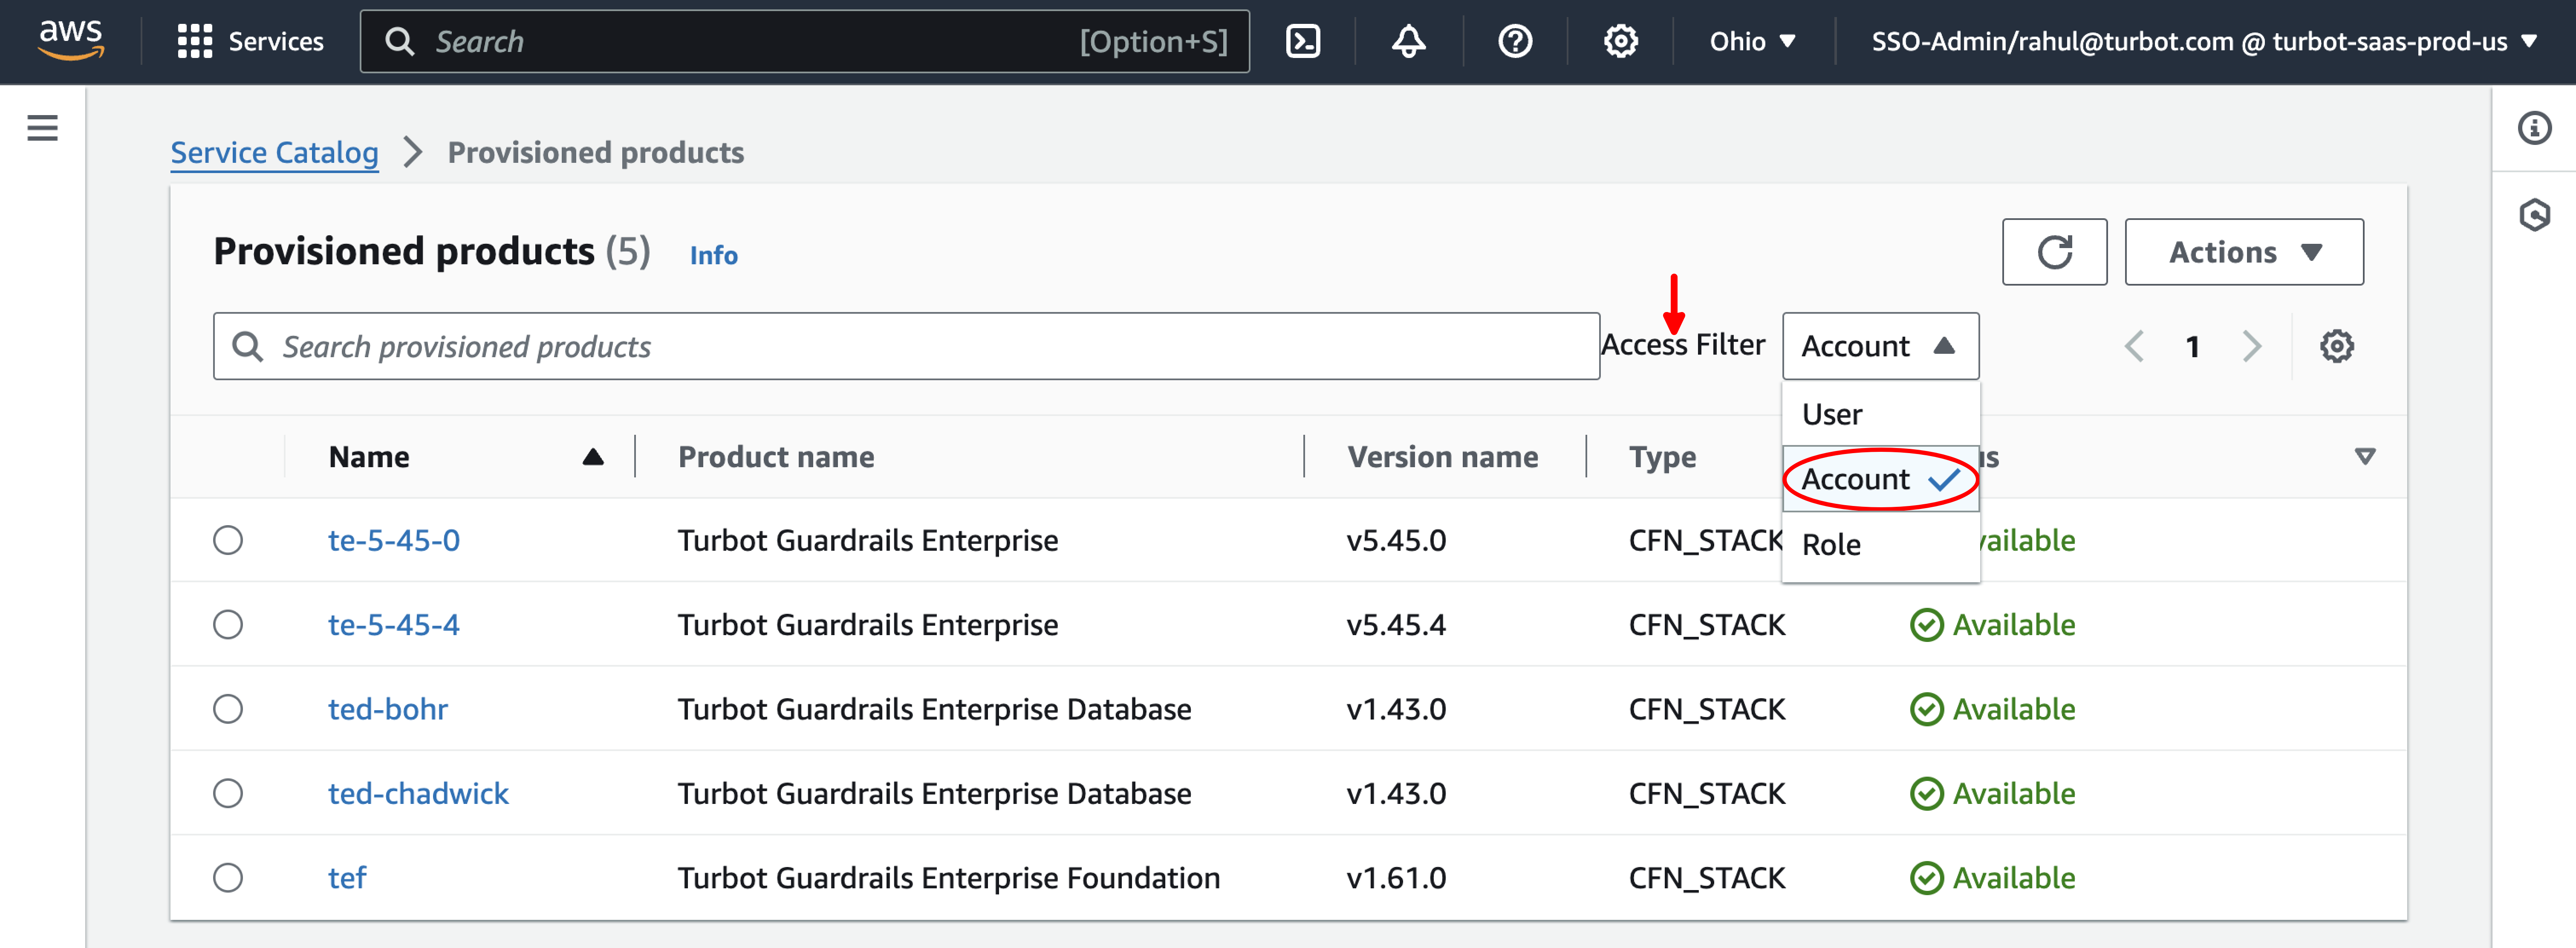 aws Services Search [Option+S] Ohio SSO-Admin/rahul@turbot.com @ turbot-saas-prod-us
Service Catalog Provisioned products
Provisioned products (5) Info Actions
Search provisioned products Access Filter Account 1
User
Name Product name Version name Type us
Account
te-5-45-0 Turbot Guardrails Enterprise v5.45.0 CFN_STACK vailable
Role
te-5-45-4 Turbot Guardrails Enterprise v5.45.4 CFN_STACK Available
ted-bohr Turbot Guardrails Enterprise Database v1.43.0 CFN_STACK Available
ted-chadwick Turbot Guardrails Enterprise Database v1.43.0 CFN_STACK Available
tef Turbot Guardrails Enterprise Foundation v1.61.0 CFN_STACK Available